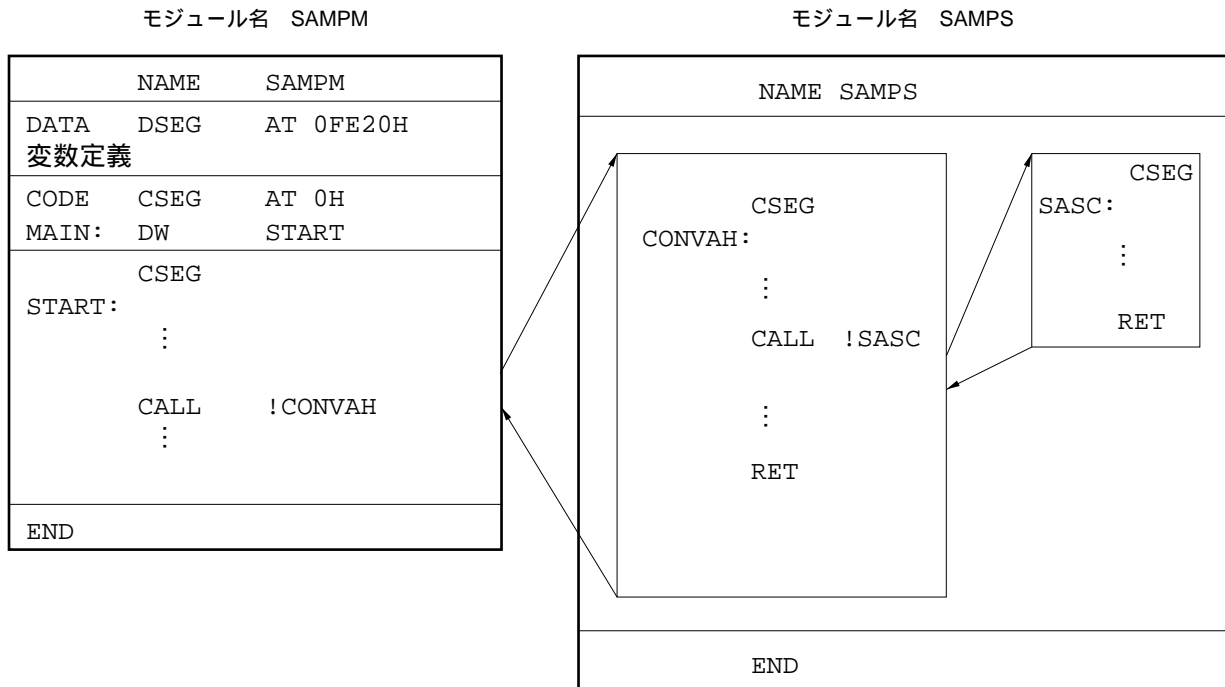 モジュール名 SAMPM
NAME SAMPM
DATA DSEG AT 0FE20H
変数定義
CODE CSEG AT 0H
MAIN: DW START
CSEG
START:
⋮
CALL !CONVAH
⋮
END
モジュール名 SAMPS
NAME SAMPS
CSEG
CONVAH:
⋮
CALL !SASC
⋮
RET
CSEG
SASC:
⋮
RET
END